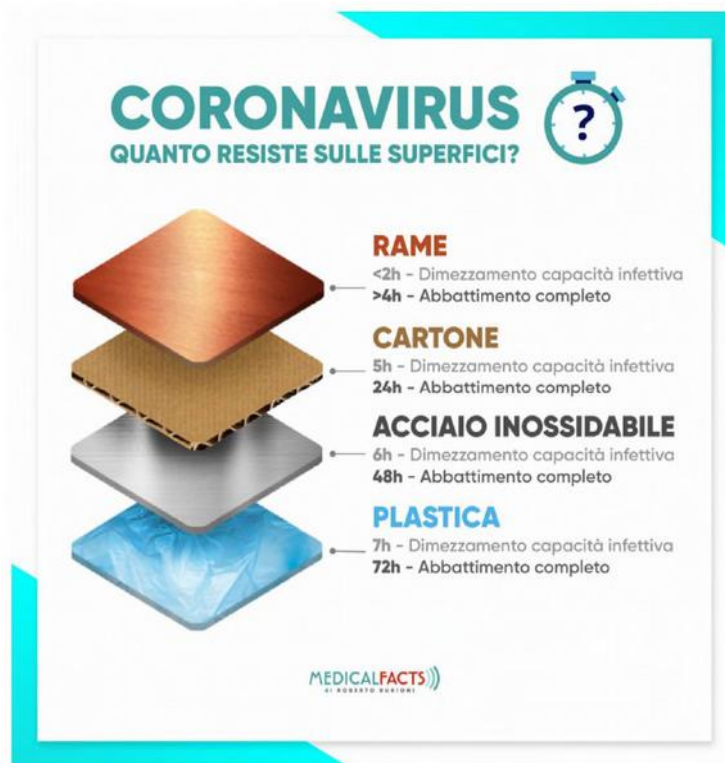 CORONAVIRUS
?
QUANTO RESISTE SULLE SUPERFICI?
RAME
<2h - Dimezzamento capacità infettiva
>4h - Abbattimento completo
CARTONE
5h - Dimezzamento capacità infettiva
24h - Abbattimento completo
ACCIAIO INOSSIDABILE
6h - Dimezzamento capacità infettiva
48h - Abbattimento completo
PLASTICA
7h - Dimezzamento capacità infettiva
72h - Abbattimento completo
MEDICALFACTS
di ROBERTO BURIONI